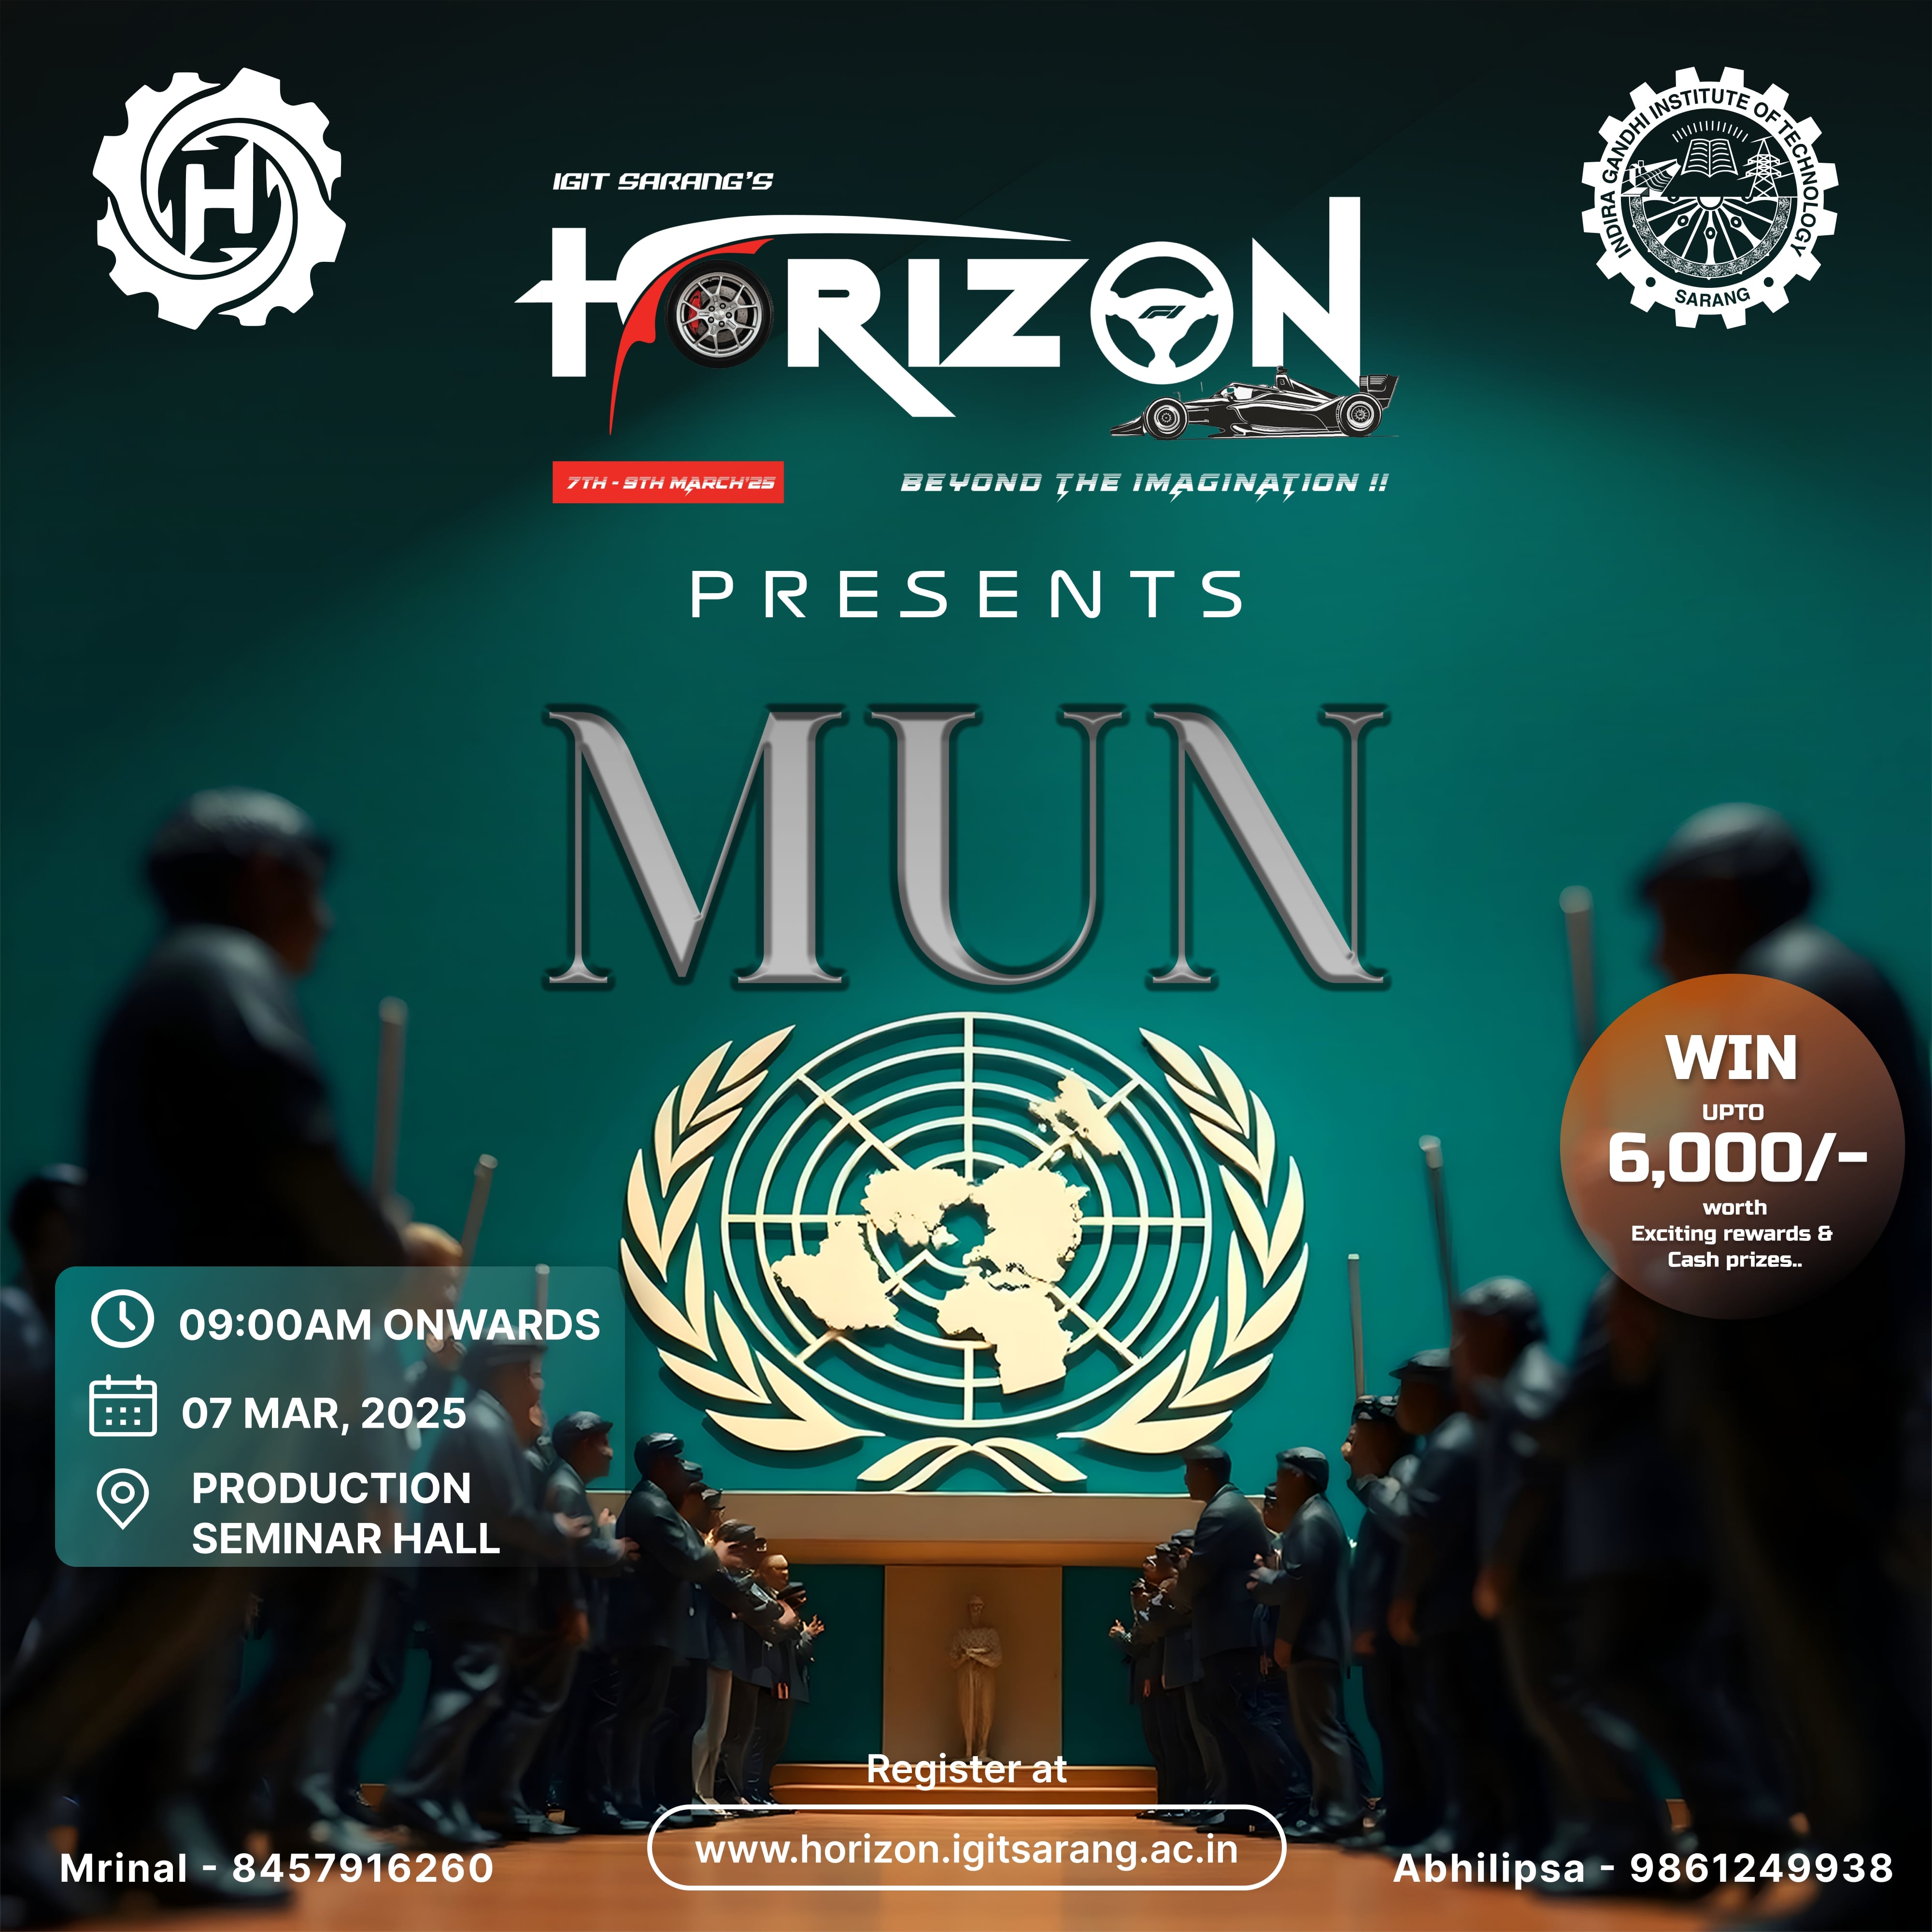 H
INDIRA GANDHI INSTITUTE OF TECHNOLOGY
SARANG
IGIT SARANG'S
HORIZON
7TH - 9TH MARCH'25
BEYOND THE IMAGINATION !!
PRESENTS
MUN
WIN
UPTO
6,000/-
worth
Exciting rewards &
Cash prizes..
09:00AM ONWARDS
07 MAR, 2025
PRODUCTION
SEMINAR HALL
Register at
www.horizon.igitsarang.ac.in
Mrinal - 8457916260
Abhilipsa - 9861249938